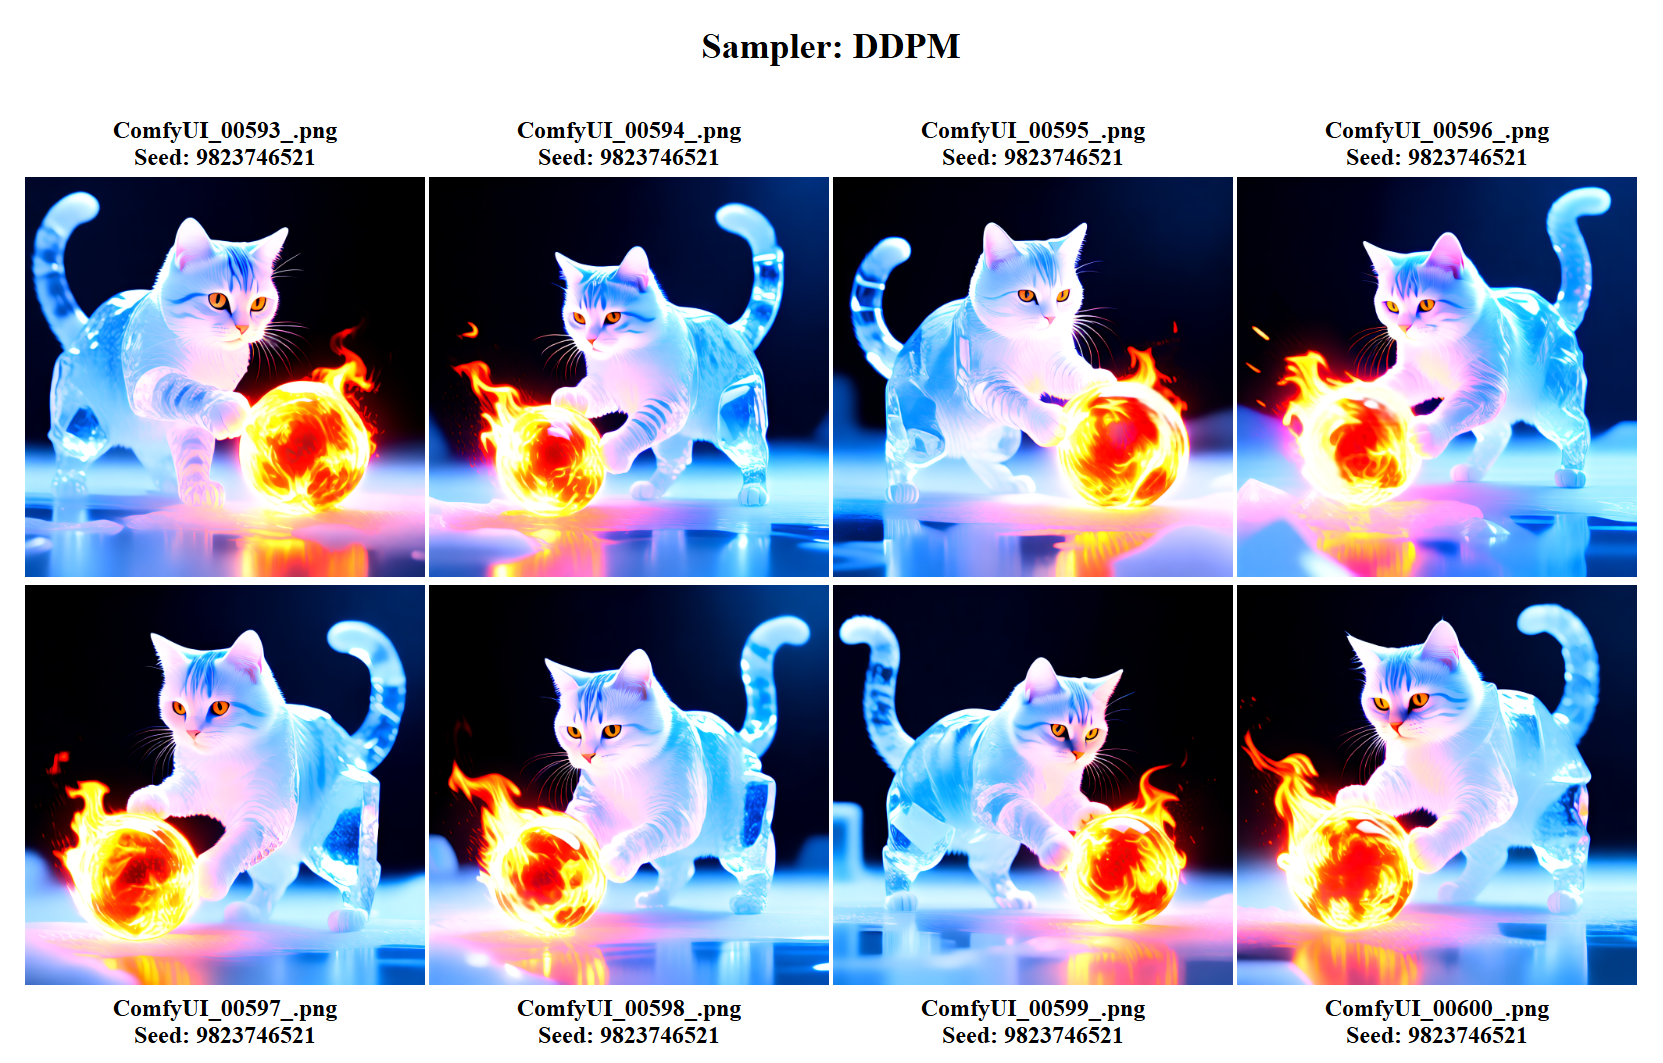 Sampler: DDPM
ComfyUI_00593_.png
Seed: 9823746521
ComfyUI_00594_.png
Seed: 9823746521
ComfyUI_00595_.png
Seed: 9823746521
ComfyUI_00596_.png
Seed: 9823746521
ComfyUI_00597_.png
Seed: 9823746521
ComfyUI_00598_.png
Seed: 9823746521
ComfyUI_00599_.png
Seed: 9823746521
ComfyUI_00600_.png
Seed: 9823746521